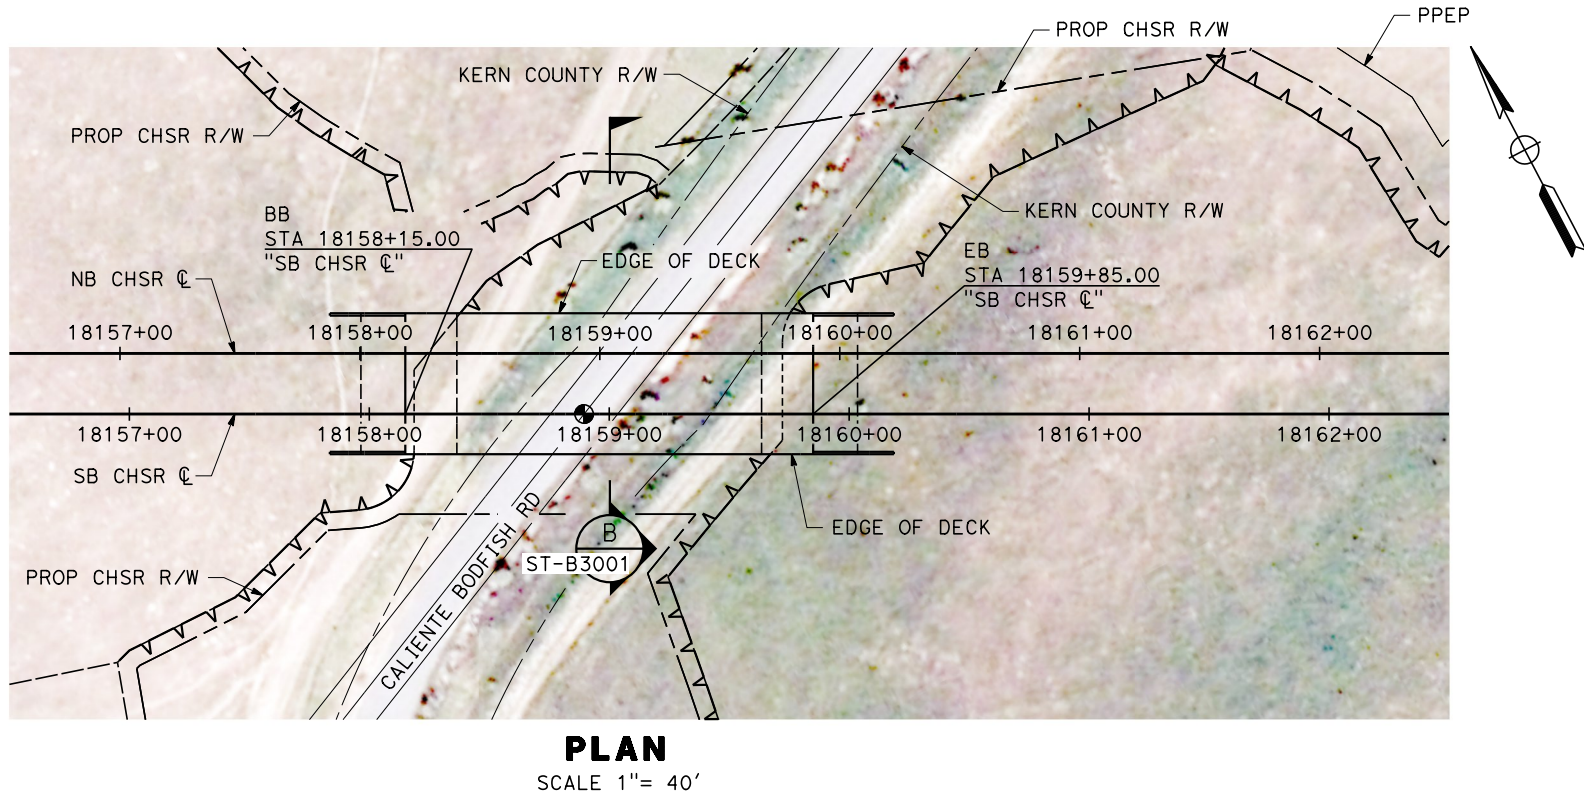 PPEP
PROP CHSR R/W
KERN COUNTY R/W
PROP CHSR R/W
KERN COUNTY R/W
BB
STA 18158+15.00
"SB CHSR ℄"
EB
STA 18159+85.00
"SB CHSR ℄"
EDGE OF DECK
NB CHSR ℄
18157+00 18158+00 18159+00 18160+00 18161+00 18162+00
18157+00 18158+00 18159+00 18160+00 18161+00 18162+00
SB CHSR ℄
EDGE OF DECK
B
ST-B3001
CALIENTE BODFISH RD
PROP CHSR R/W
PLAN
SCALE 1"= 40'